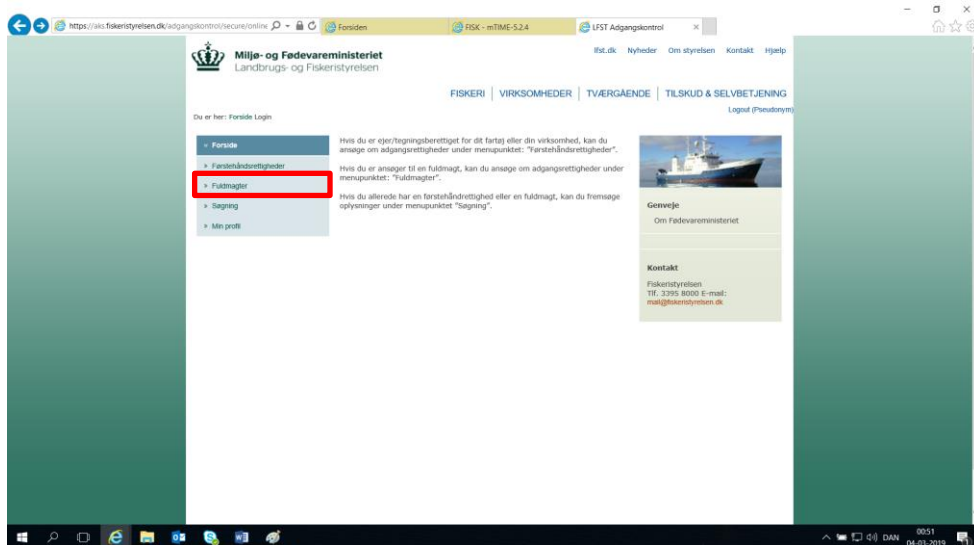 https://aks.fiskeristyrelsen.dk/adgangskontrol/secure/online
Forsiden
FISK - mTIME-5.2.4
LFST Adgangskontrol
Miljø- og Fødevareministeriet
Landbrugs- og Fiskeristyrelsen
lfst.dk Nyheder Om styrelsen Kontakt Hjælp
FISKERI | VIRKSOMHEDER | TVÆRGÅENDE | TILSKUD & SELVBETJENING
Logout (Pseudonym)
Du er her: Forside Login
Forside
Førstehåndsrettigheder
Fuldmagter
Søgning
Min profil
Hvis du er ejer/tegningsberettiget for dit fartøj eller din virksomhed, kan du
ansøge om adgangsrettigheder under menupunktet: "Førstehåndsrettigheder".
Hvis du er ansøger til en fuldmagt, kan du ansøge om adgangsrettigheder under
menupunktet: "Fuldmagter".
Hvis du allerede har en førstehåndrettighed eller en fuldmagt, kan du fremsøge
oplysninger under menupunktet "Søgning".
Genveje
Om Fødevareministeriet
Kontakt
Fiskeristyrelsen
Tlf. 3395 8000 E-mail:
mail@fiskeristyrelsen.dk
DAN
00:51
04-03-2019